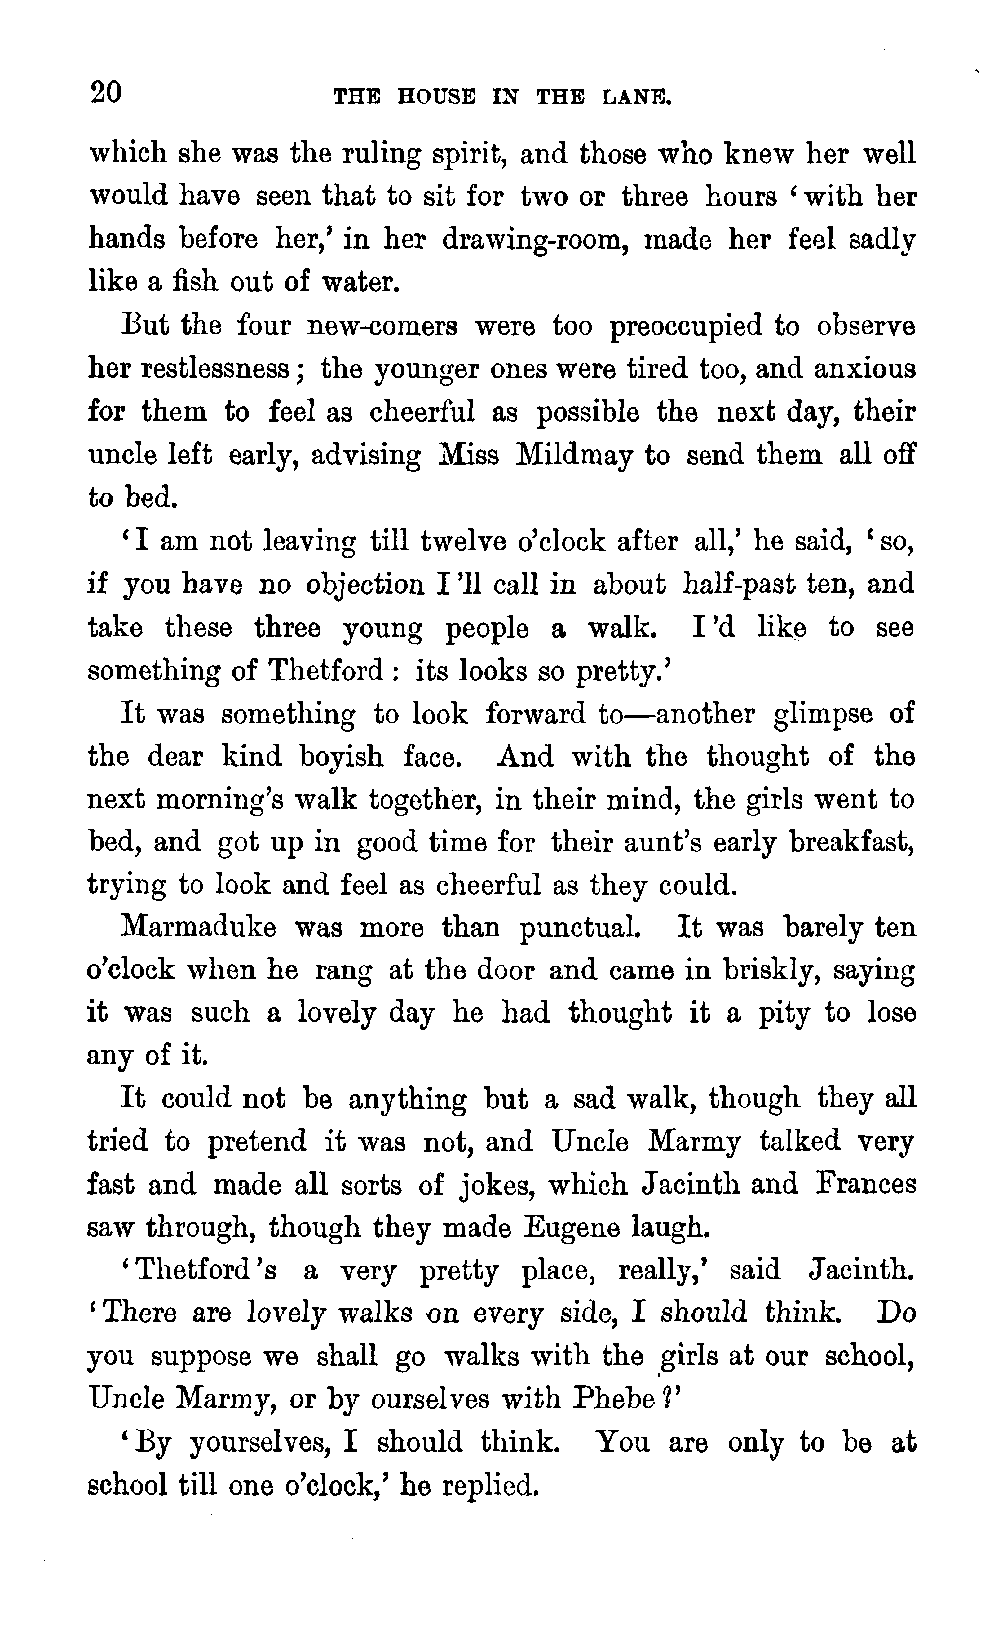 20 THE HOUSE IN THE LANE.
which she was the ruling spirit, and those who knew her well
would have seen that to sit for two or three hours ‘with her
hands before her,’ in her drawing-room, made her feel sadly
like a fish out of water.
But the four new-comers were too preoccupied to observe
her restlessness; the younger ones were tired too, and anxious
for them to feel as cheerful as possible the next day, their
uncle left early, advising Miss Mildmay to send them all off
to bed.
‘I am not leaving till twelve o’clock after all,’ he said, ‘so,
if you have no objection I’ll call in about half-past ten, and
take these three young people a walk. I’d like to see
something of Thetford: its looks so pretty.’
It was something to look forward to—another glimpse of
the dear kind boyish face. And with the thought of the
next morning’s walk together, in their mind, the girls went to
bed, and got up in good time for their aunt’s early breakfast,
trying to look and feel as cheerful as they could.
Marmaduke was more than punctual. It was barely ten
o’clock when he rang at the door and came in briskly, saying
it was such a lovely day he had thought it a pity to lose
any of it.
It could not be anything but a sad walk, though they all
tried to pretend it was not, and Uncle Marmy talked very
fast and made all sorts of jokes, which Jacinth and Frances
saw through, though they made Eugene laugh.
‘Thetford’s a very pretty place, really,’ said Jacinth.
‘There are lovely walks on every side, I should think. Do
you suppose we shall go walks with the girls at our school,
Uncle Marmy, or by ourselves with Phebe?’
‘By yourselves, I should think. You are only to be at
school till one o’clock,’ he replied.